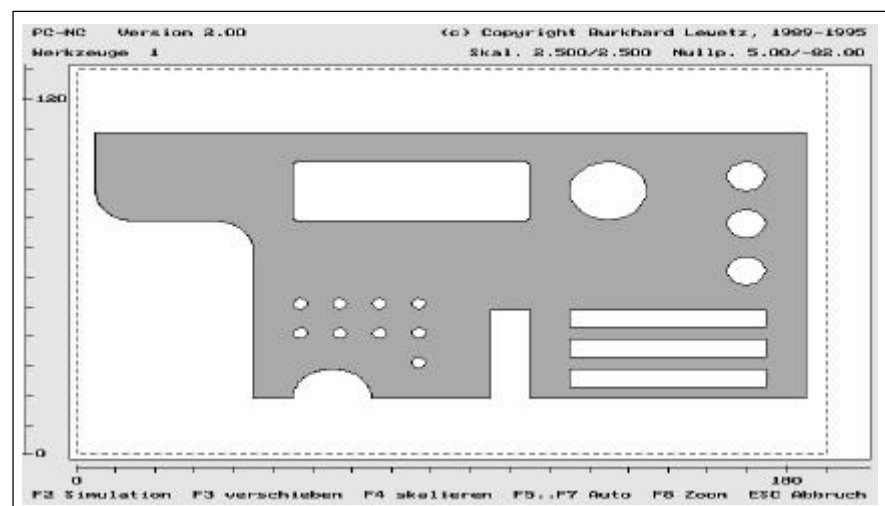 PC-NC Version 2.00 (c) Copyright Burkhard Lewetz, 1989-1995
Werkzeuge 1 Skal. 2.500/2.500 Nullp. 5.00/-82.00
120
0
0 180
F2 Simulation F3 verschieben F4 skalieren F5..F7 Auto F8 Zoom ESC Abbruch